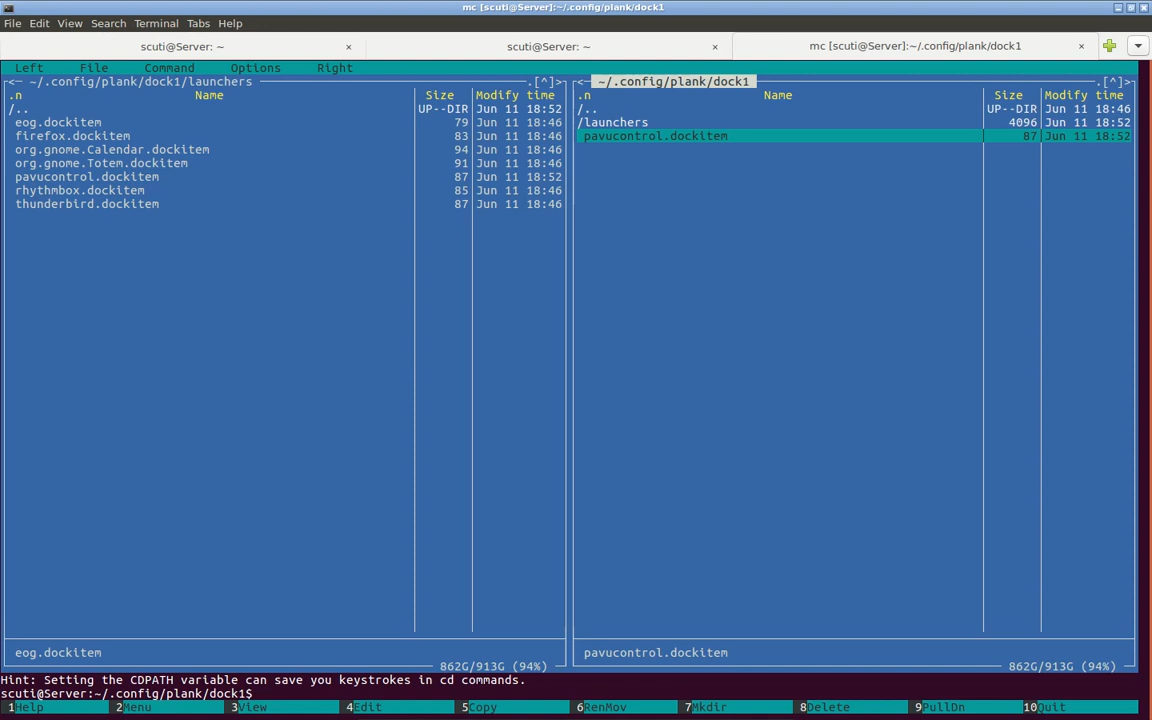 mc [scuti@Server]:~/.config/plank/dock1
File Edit View Search Terminal Tabs Help
scuti@Server: ~ × scuti@Server: ~ × mc [scuti@Server]:~/.config/plank/dock1 ×
Left File Command Options Right
<─ ~/.config/plank/dock1/launchers .[^]> <─ ~/.config/plank/dock1 .[^]>
.n Name Size Modify time .n Name Size Modify time
/.. UP--DIR Jun 11 18:52 /.. UP--DIR Jun 11 18:46
eog.dockitem 79 Jun 11 18:46 /launchers 4096 Jun 11 18:52
firefox.dockitem 83 Jun 11 18:46 pavucontrol.dockitem 87 Jun 11 18:52
org.gnome.Calendar.dockitem 94 Jun 11 18:46
org.gnome.Totem.dockitem 91 Jun 11 18:46
pavucontrol.dockitem 87 Jun 11 18:52
rhythmbox.dockitem 85 Jun 11 18:46
thunderbird.dockitem 87 Jun 11 18:46
eog.dockitem pavucontrol.dockitem
862G/913G (94%) 862G/913G (94%)
Hint: Setting the CDPATH variable can save you keystrokes in cd commands.
scuti@Server:~/.config/plank/dock1$
1Help 2Menu 3View 4Edit 5Copy 6RenMov 7Mkdir 8Delete 9PullDn 10Quit